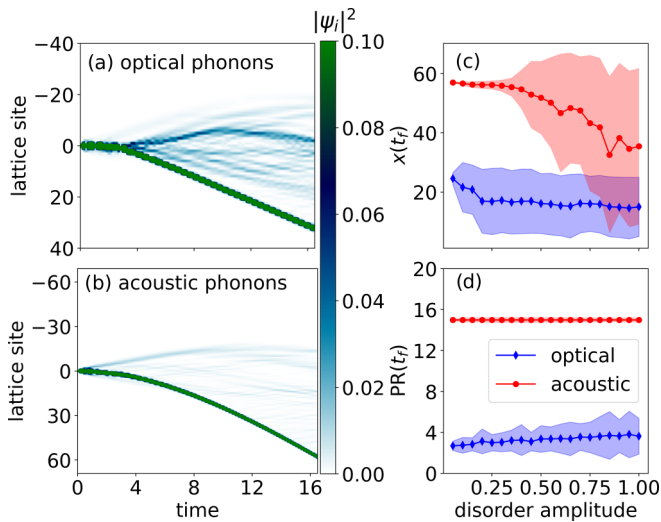 |ψ_i|^2
(a) optical phonons
lattice site
−40
−20
0
20
40
(b) acoustic phonons
lattice site
−60
−30
0
30
60
0 4 8 12 16
time
0.10
0.08
0.06
0.04
0.02
0.00
(c)
x(t_f)
60
40
20
(d)
PR(t_f)
20
16
12
8
4
0
optical
acoustic
0.25 0.50 0.75 1.00
disorder amplitude